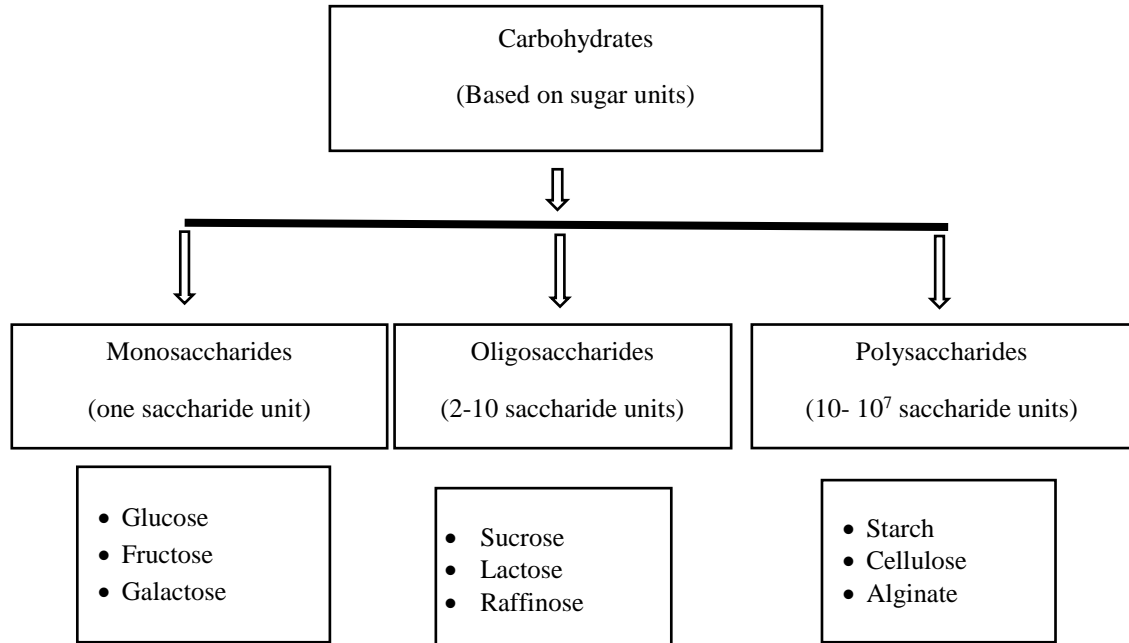 Carbohydrates
(Based on sugar units)
Monosaccharides
(one saccharide unit)
Oligosaccharides
(2-10 saccharide units)
Polysaccharides
(10- 10⁷ saccharide units)
• Glucose
• Fructose
• Galactose
• Sucrose
• Lactose
• Raffinose
• Starch
• Cellulose
• Alginate